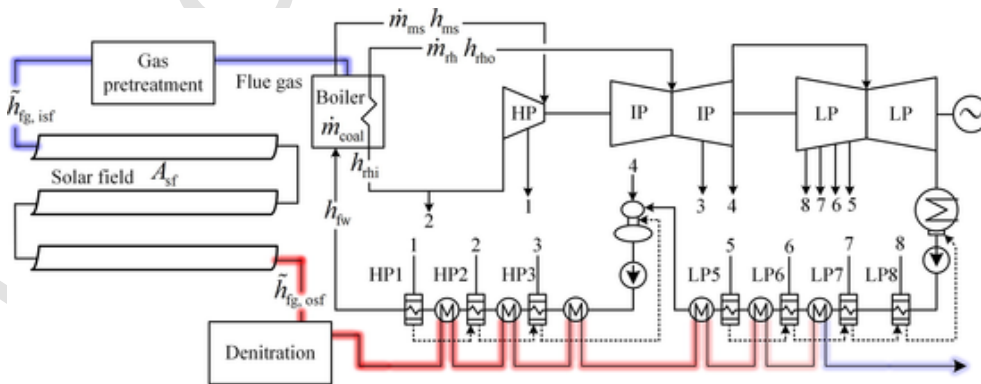 ṁms hms
ṁrh hrho
Gas
pretreatment
Flue gas
h̃fg, isf
Boiler
ṁcoal
HP
IP
IP
LP
LP
Solar field
Asf
hrhi
hfw
2
1
4
3
4
8
7
6
5
1
2
3
5
6
7
8
HP1
HP2
HP3
LP5
LP6
LP7
LP8
M
M
M
M
M
M
h̃fg, osf
Denitration